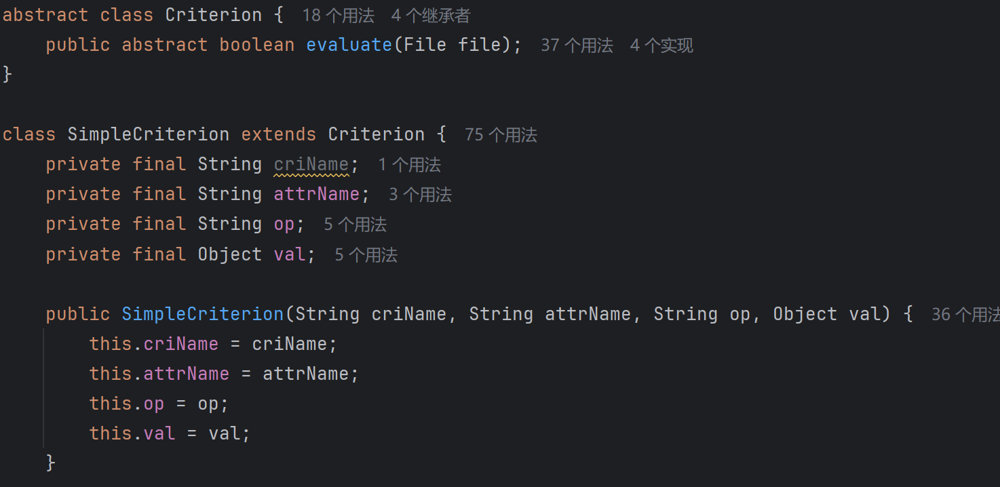 abstract class Criterion {   18 个用法   4 个继承者
    public abstract boolean evaluate(File file);   37 个用法   4 个实现
}
class SimpleCriterion extends Criterion {   75 个用法
    private final String criName;   1 个用法
    private final String attrName;   3 个用法
    private final String op;   5 个用法
    private final Object val;   5 个用法
    public SimpleCriterion(String criName, String attrName, String op, Object val) {   36 个用法
        this.criName = criName;
        this.attrName = attrName;
        this.op = op;
        this.val = val;
    }